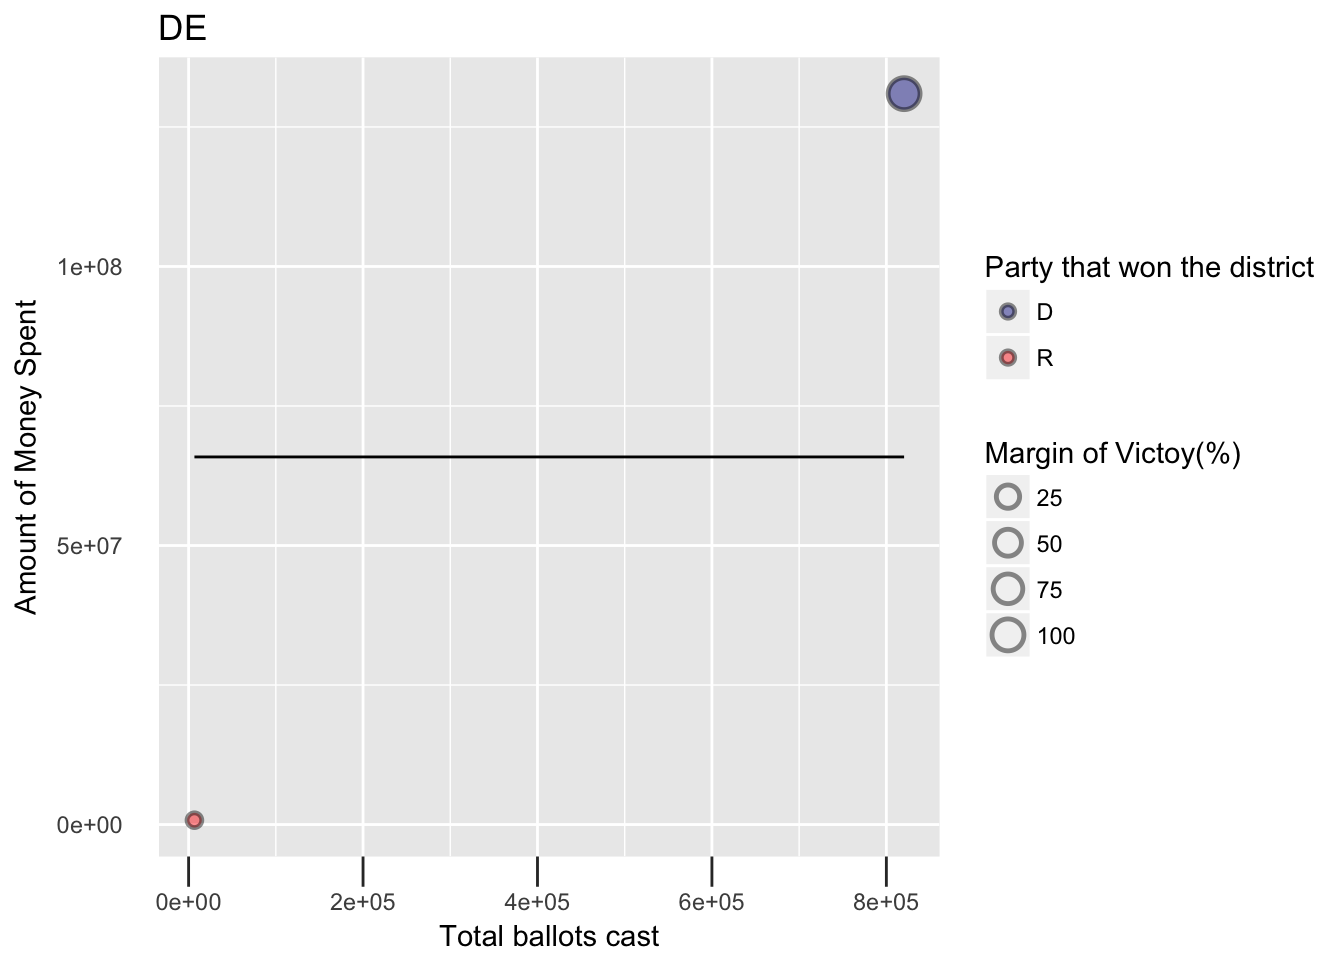 DE
Amount of Money Spent
1e+08
5e+07
0e+00
0e+00 2e+05 4e+05 6e+05 8e+05
Total ballots cast
Party that won the district
D
R
Margin of Victoy(%)
25
50
75
100